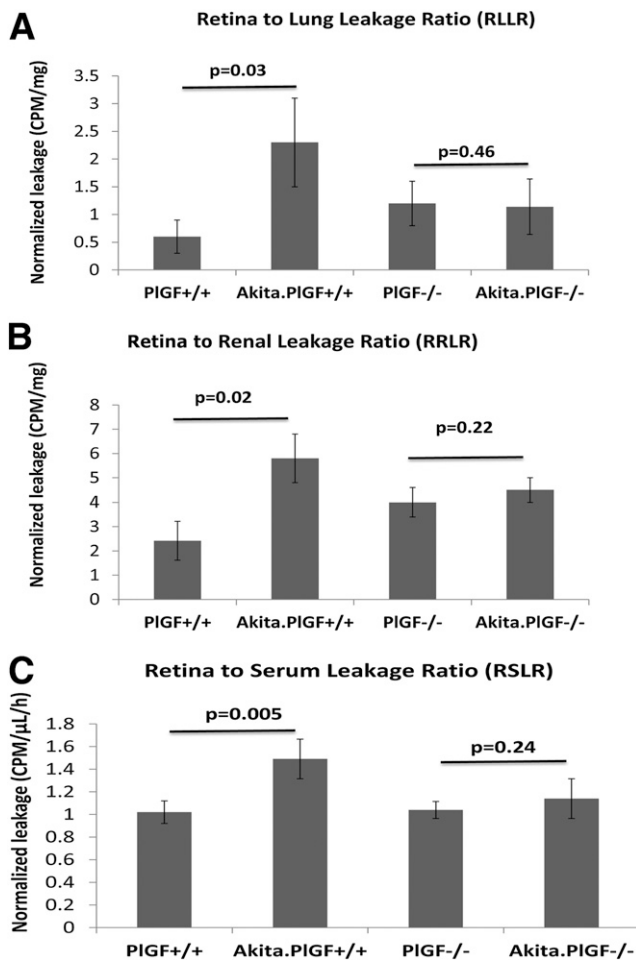 A
Retina to Lung Leakage Ratio (RLLR)
Normalized leakage (CPM/mg)
3.5
3
2.5
2
1.5
1
0.5
0
p=0.03
p=0.46
PlGF+/+ Akita.PlGF+/+ PlGF-/- Akita.PlGF-/-
B
Retina to Renal Leakage Ratio (RRLR)
Normalized leakage (CPM/mg)
8
7
6
5
4
3
2
1
0
p=0.02
p=0.22
PlGF+/+ Akita.PlGF+/+ PlGF-/- Akita.PlGF-/-
C
Retina to Serum Leakage Ratio (RSLR)
Normalized leakage (CPM/µL/h)
1.8
1.6
1.4
1.2
1
0.8
0.6
0.4
0.2
0
p=0.005
p=0.24
PlGF+/+ Akita.PlGF+/+ PlGF-/- Akita.PlGF-/-